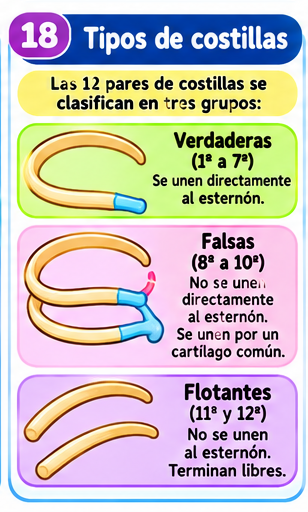 18 Tipos de costillas
Las 12 pares de costillas se
clasifican en tres grupos:
Verdaderas
(1ª a 7ª)
Se unen directamente
al esternón.
Falsas
(8ª a 10ª)
No se unen
directamente
al esternón.
Se unen por un
cartílago común.
Flotantes
(11ª y 12ª)
No se unen
al esternón.
Terminan libres.